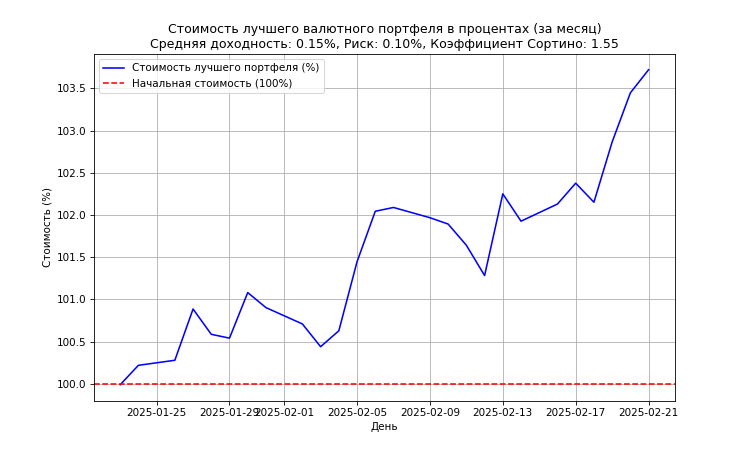 Стоимость лучшего валютного портфеля в процентах (за месяц)
Средняя доходность: 0.15%, Риск: 0.10%, Коэффициент Сортино: 1.55
Стоимость лучшего портфеля (%)
Начальная стоимость (100%)
Стоимость (%)
103.5
103.0
102.5
102.0
101.5
101.0
100.5
100.0
2025-01-25
2025-01-29
2025-02-01
2025-02-05
2025-02-09
2025-02-13
2025-02-17
2025-02-21
День